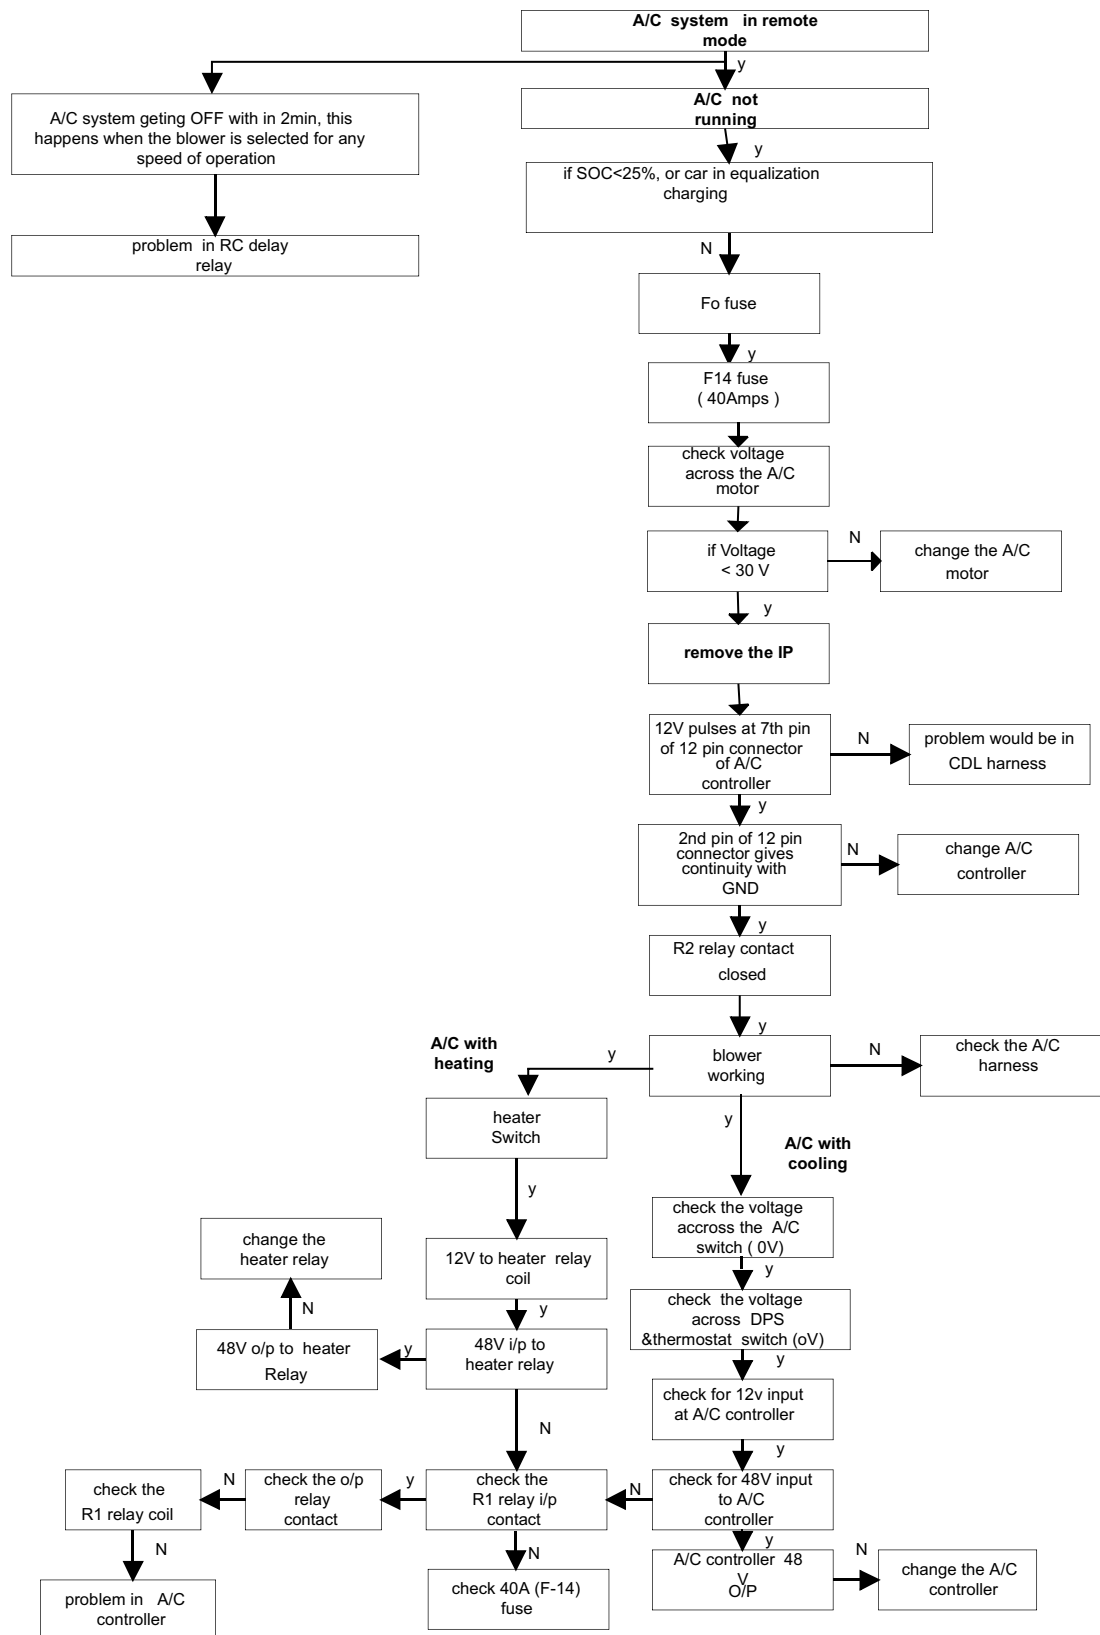 A/C system in remote
mode
y
A/C system geting OFF with in 2min, this
happens when the blower is selected for any
speed of operation
A/C not
running
y
if SOC<25%, or car in equalization
charging
problem in RC delay
relay
N
Fo fuse
y
F14 fuse
( 40Amps )
check voltage
across the A/C
motor
if Voltage
< 30 V
N
change the A/C
motor
y
remove the IP
12V pulses at 7th pin
of 12 pin connector
of A/C
controller
N
problem would be in
CDL harness
y
2nd pin of 12 pin
connector gives
continuity with
GND
N
change A/C
controller
y
R2 relay contact
closed
y
A/C with
heating
y
blower
working
N
check the A/C
harness
heater
Switch
y
A/C with
cooling
y
check the voltage
accross the A/C
switch ( 0V)
change the
heater relay
12V to heater relay
coil
y
check the voltage
across DPS
&thermostat switch (oV)
N
y
48V o/p to heater
Relay
y
48V i/p to
heater relay
y
check for 12v input
at A/C controller
N
y
check the
R1 relay coil
N
check the o/p
relay
contact
y
check the
R1 relay i/p
contact
N
check for 48V input
to A/C
controller
N
N
y
A/C controller 48
V
O/P
N
change the A/C
controller
problem in A/C
controller
check 40A (F-14)
fuse